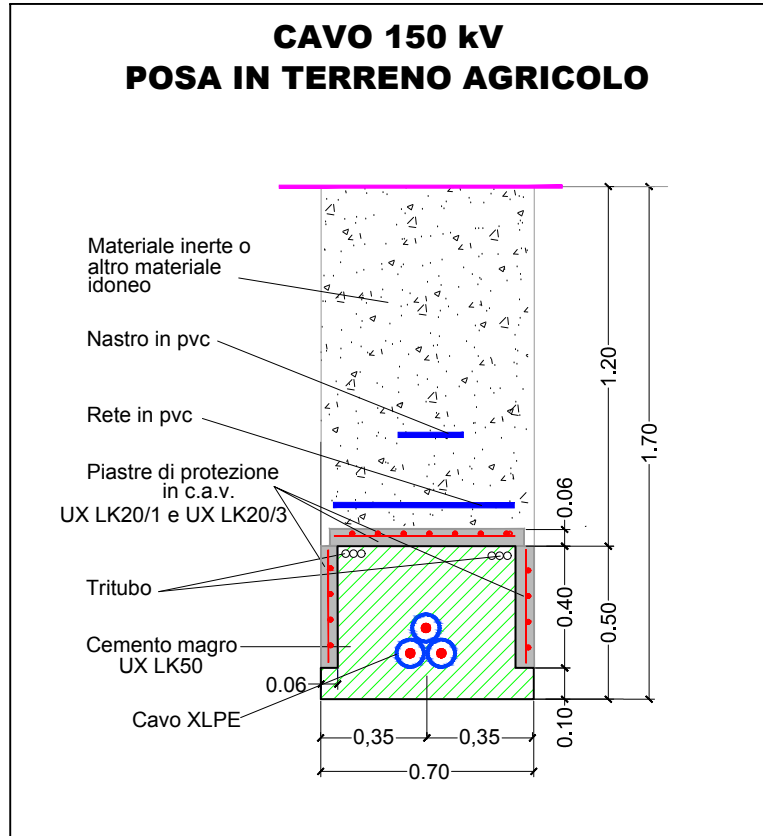 CAVO 150 kV
POSA IN TERRENO AGRICOLO
Materiale inerte o
altro materiale
idoneo
Nastro in pvc
Rete in pvc
Piastre di protezione
in c.a.v.
UX LK20/1 e UX LK20/3
Tritubo
Cemento magro
UX LK50
0.06
Cavo XLPE
0,35
0,35
0.70
1.20
1.70
0.06
0.40
0.50
0.10